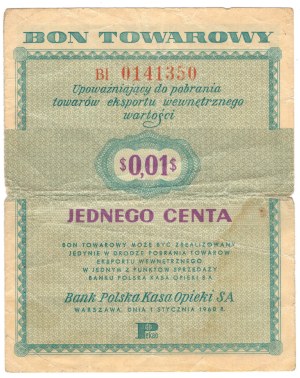 BON TOWAROWY
BI 0141350
Upoważniający do pobrania
towarów eksportu wewnętrznego
wartości
$0,01$
JEDNEGO CENTA
BON TOWAROWY MOŻE BYĆ ZREALIZOWANY
JEDYNIE W DRODZE POBRANIA TOWARÓW
EKSPORTU WEWNĘTRZNEGO
W JEDNYM Z PUNKTÓW SPRZEDAŻY
BANKU POLSKA KASA OPIEKI SA
Bank Polska Kasa Opieki SA
WARSZAWA, DNIA 1 STYCZNIA 1960 R.